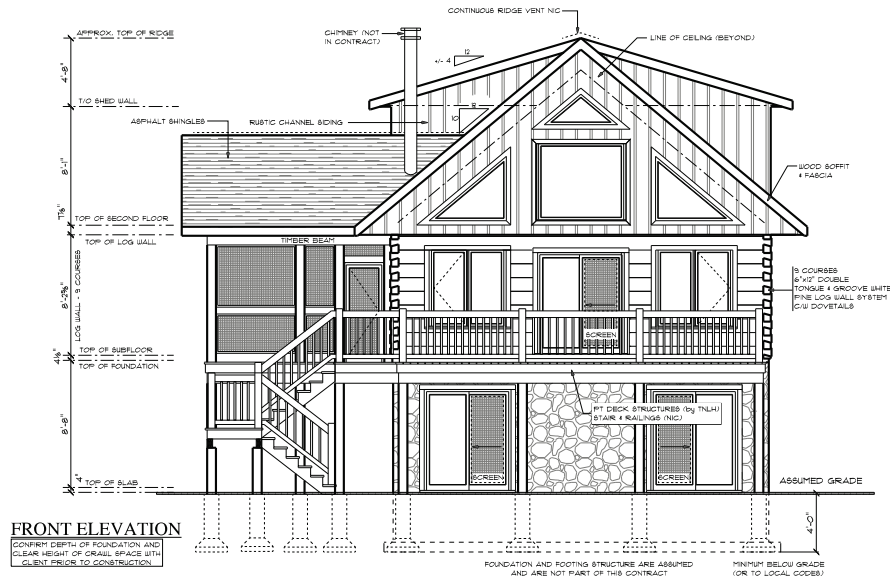 CONTINUOUS RIDGE VENT NIC
APPROX. TOP OF RIDGE
CHIMNEY (NOT
IN CONTRACT)
LINE OF CEILING (BEYOND)
12
+/- 4
4'-8"
T/O SHED WALL
ASPHALT SHINGLES
RUSTIC CHANNEL SIDING
10
8'-1"
WOOD SOFFIT
& FASCIA
TOP OF SECOND FLOOR
TOP OF LOG WALL
TIMBER BEAM
LOG WALL - 9 COURSES
9 COURSES
6"x12" DOUBLE
TONGUE & GROOVE WHITE
PINE LOG WALL SYSTEM
C/W DOVETAILS
SCREEN
TOP OF SUBFLOOR
TOP OF FOUNDATION
8'-8"
PT DECK STRUCTURES (by TNLH)
STAIR & RAILINGS (NIC)
SCREEN
SCREEN
4"
TOP OF SLAB
ASSUMED GRADE
4'-0"
FRONT ELEVATION
CONFIRM DEPTH OF FOUNDATION AND
CLEAR HEIGHT OF CRAWL SPACE WITH
CLIENT PRIOR TO CONSTRUCTION
FOUNDATION AND FOOTING STRUCTURE ARE ASSUMED
AND ARE NOT PART OF THIS CONTRACT
MINIMUM BELOW GRADE
(OR TO LOCAL CODES)